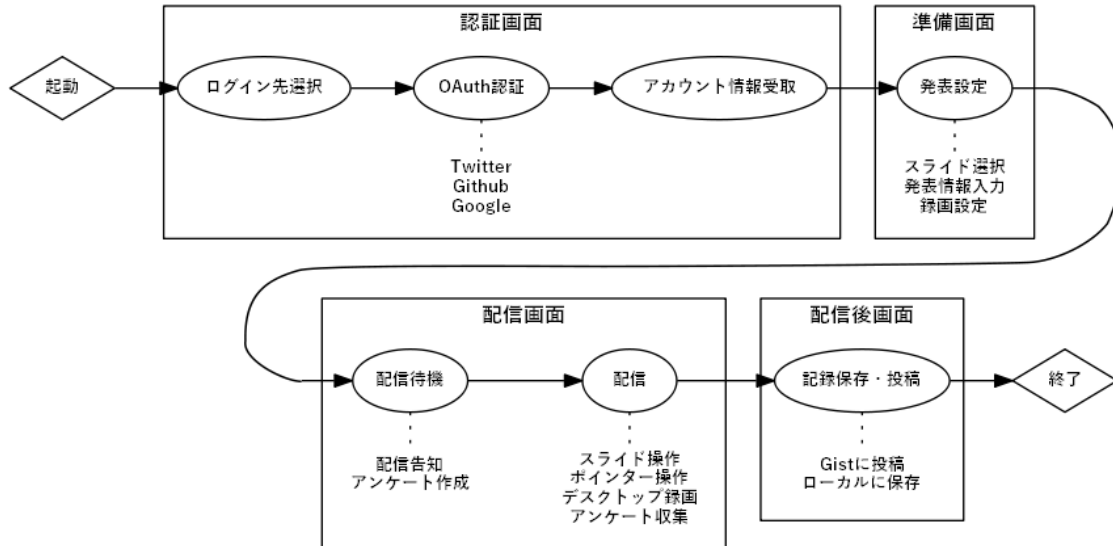 認証画面
準備画面
起動
ログイン先選択
OAuth認証
アカウント情報受取
発表設定
Twitter
Github
Google
スライド選択
発表情報入力
録画設定
配信画面
配信後画面
配信待機
配信
記録保存・投稿
終了
配信告知
アンケート作成
スライド操作
ポインター操作
デスクトップ録画
アンケート収集
Gistに投稿
ローカルに保存